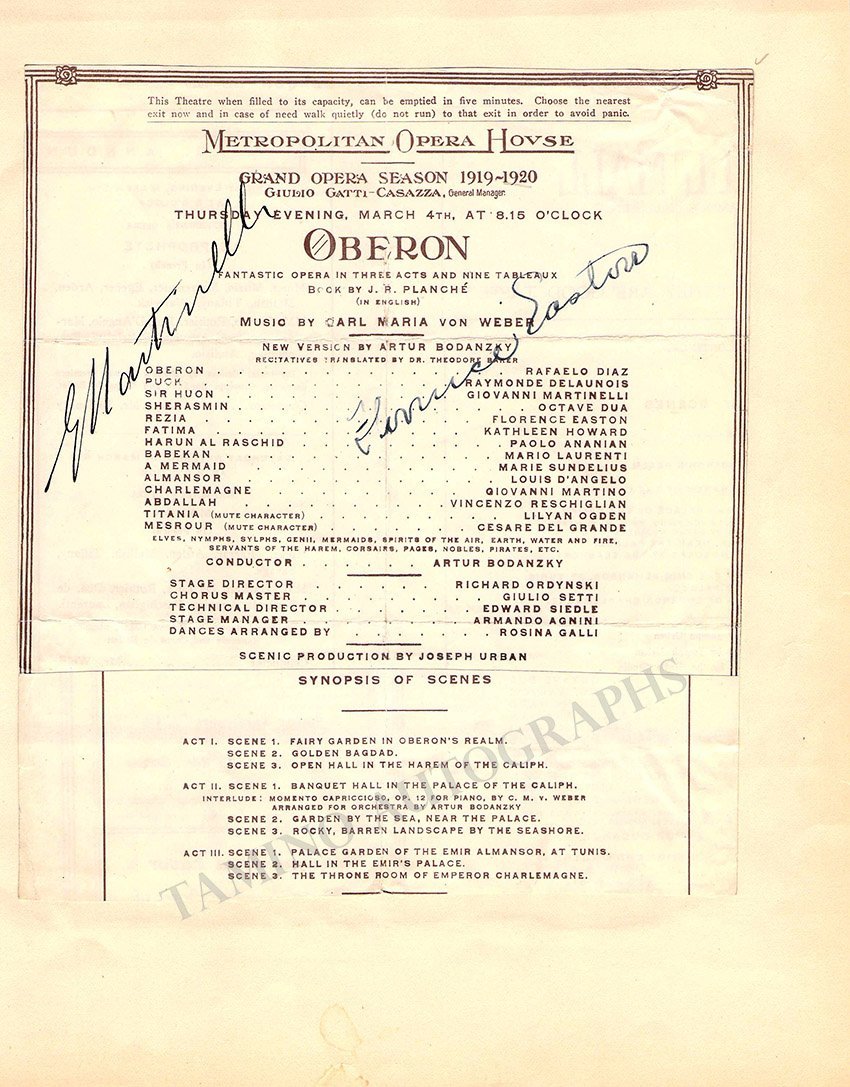 This Theatre when filled to its capacity, can be emptied in five minutes. Choose the nearest
exit now and in case of need walk quietly (do not run) to that exit in order to avoid panic.
METROPOLITAN OPERA HOVSE
GRAND OPERA SEASON 1919~1920
GIULIO GATTI-CASAZZA, General Manager.
THURSDAY EVENING, MARCH 4TH, AT 8.15 O'CLOCK
OBERON
FANTASTIC OPERA IN THREE ACTS AND NINE TABLEAUX
BOOK BY J. R. PLANCHÉ
(IN ENGLISH)
MUSIC BY CARL MARIA VON WEBER
GMartinelli
Florence Easton
NEW VERSION BY ARTUR BODANZKY
RECITATIVES TRANSLATED BY DR. THEODORE BAKER
OBERON . . . . . . . . . RAFAELO DIAZ
PUCK . . . . . . . . . RAYMONDE DELAUNOIS
SIR HUON . . . . . . . . . GIOVANNI MARTINELLI
SHERASMIN . . . . . . . . . OCTAVE DUA
REZIA . . . . . . . . . FLORENCE EASTON
FATIMA . . . . . . . . . KATHLEEN HOWARD
HARUN AL RASCHID . . . . . . . PAOLO ANANIAN
BABEKAN . . . . . . . . . MARIO LAURENTI
A MERMAID . . . . . . . . . MARIE SUNDELIUS
ALMANSOR . . . . . . . . . LOUIS D'ANGELO
CHARLEMAGNE . . . . . . . . GIOVANNI MARTINO
ABDALLAH . . . . . . . . VINCENZO RESCHIGLIAN
TITANIA (MUTE CHARACTER) . . . . . . LILYAN OGDEN
MESROUR (MUTE CHARACTER) . . . . . CESARE DEL GRANDE
ELVES, NYMPHS, SYLPHS, GENII, MERMAIDS, SPIRITS OF THE AIR, EARTH, WATER AND FIRE,
SERVANTS OF THE HAREM, CORSAIRS, PAGES, NOBLES, PIRATES, ETC.
CONDUCTOR . . . . . . ARTUR BODANZKY
STAGE DIRECTOR . . . . . . RICHARD ORDYNSKI
CHORUS MASTER . . . . . . . GIULIO SETTI
TECHNICAL DIRECTOR . . . . . . EDWARD SIEDLE
STAGE MANAGER . . . . . . ARMANDO AGNINI
DANCES ARRANGED BY . . . . . . ROSINA GALLI
SCENIC PRODUCTION BY JOSEPH URBAN
SYNOPSIS OF SCENES
ACT I. SCENE 1. FAIRY GARDEN IN OBERON'S REALM.
SCENE 2. GOLDEN BAGDAD.
SCENE 3. OPEN HALL IN THE HAREM OF THE CALIPH.
ACT II. SCENE 1. BANQUET HALL IN THE PALACE OF THE CALIPH.
INTERLUDE: MOMENTO CAPRICCIOSO, OP. 12 FOR PIANO, BY C. M. V. WEBER
ARRANGED FOR ORCHESTRA BY ARTUR BODANZKY
SCENE 2. GARDEN BY THE SEA, NEAR THE PALACE.
SCENE 3. ROCKY, BARREN LANDSCAPE BY THE SEASHORE.
ACT III. SCENE 1. PALACE GARDEN OF THE EMIR ALMANSOR, AT TUNIS.
SCENE 2. HALL IN THE EMIR'S PALACE.
SCENE 3. THE THRONE ROOM OF EMPEROR CHARLEMAGNE.
TAMINO AUTOGRAPHS